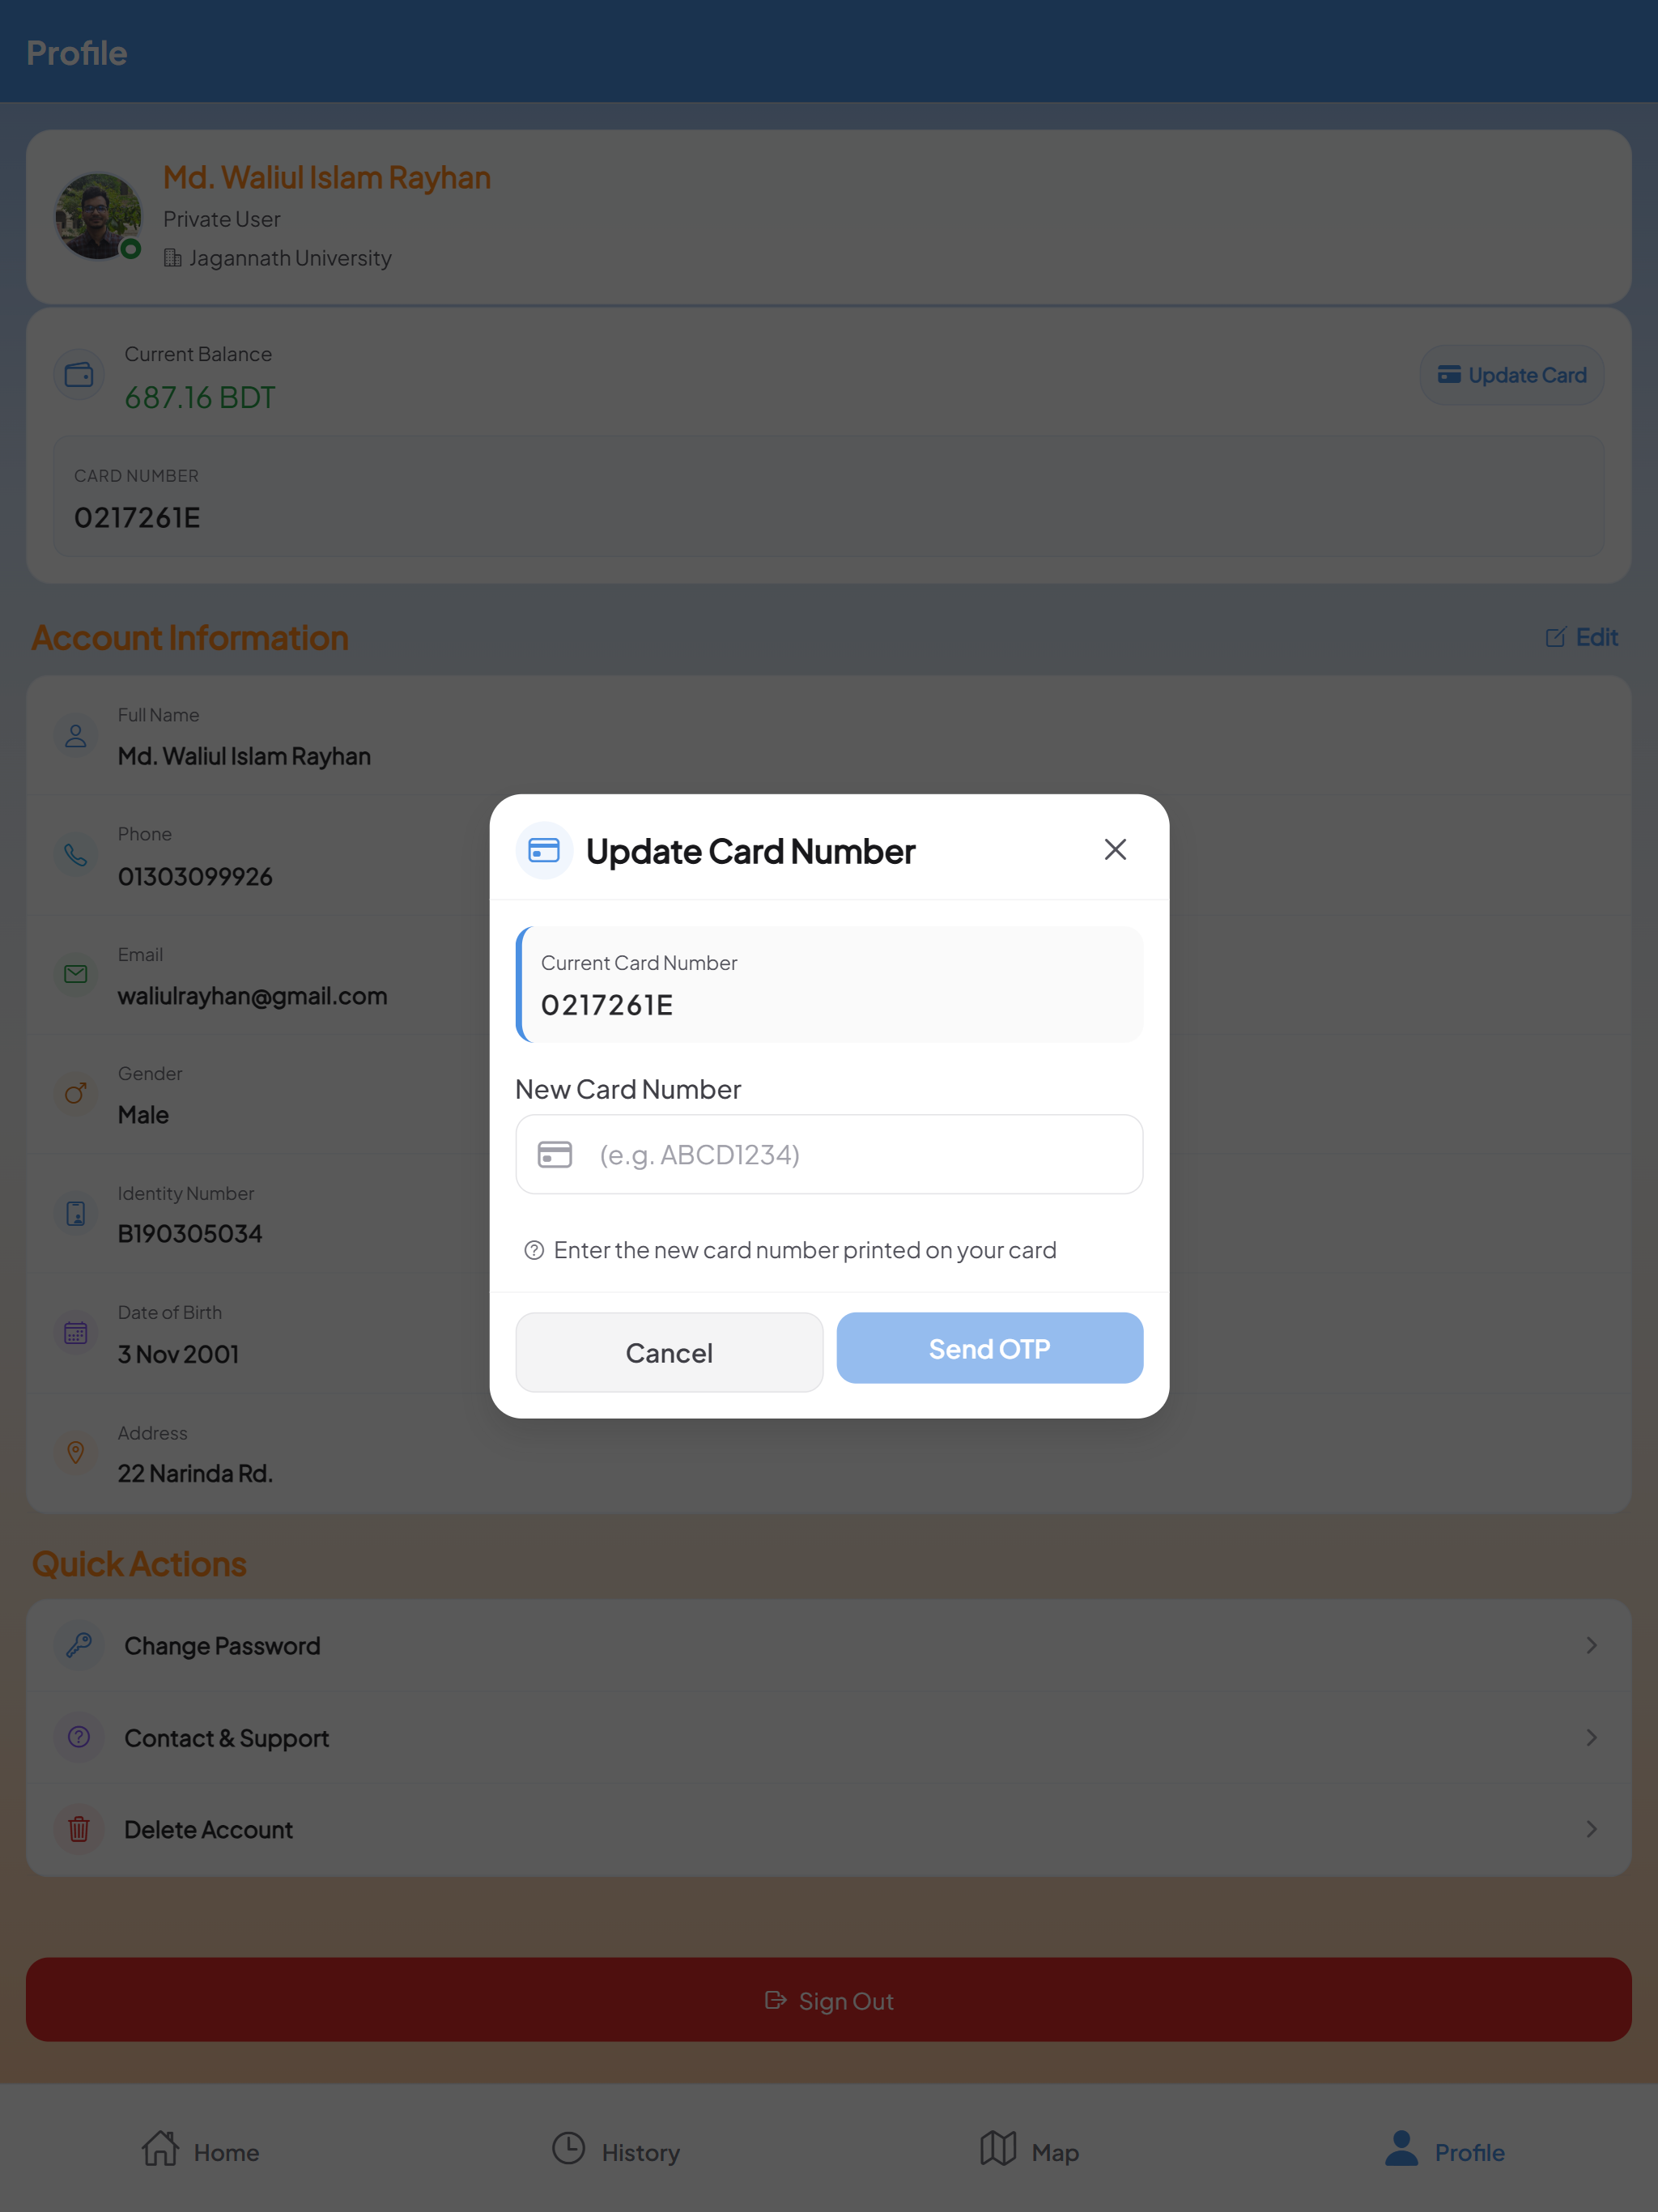 Profile
Md. Waliul Islam Rayhan
Private User
Jagannath University
Current Balance
687.16 BDT
Update Card
CARD NUMBER
0217261E
Account Information
Edit
Full Name
Md. Waliul Islam Rayhan
Phone
01303099926
Email
waliulrayhan@gmail.com
Gender
Male
Identity Number
B190305034
Date of Birth
3 Nov 2001
Address
22 Narinda Rd.
Update Card Number
Current Card Number
0217261E
New Card Number
(e.g. ABCD1234)
Enter the new card number printed on your card
Cancel
Send OTP
Quick Actions
Change Password
Contact & Support
Delete Account
Sign Out
Home
History
Map
Profile